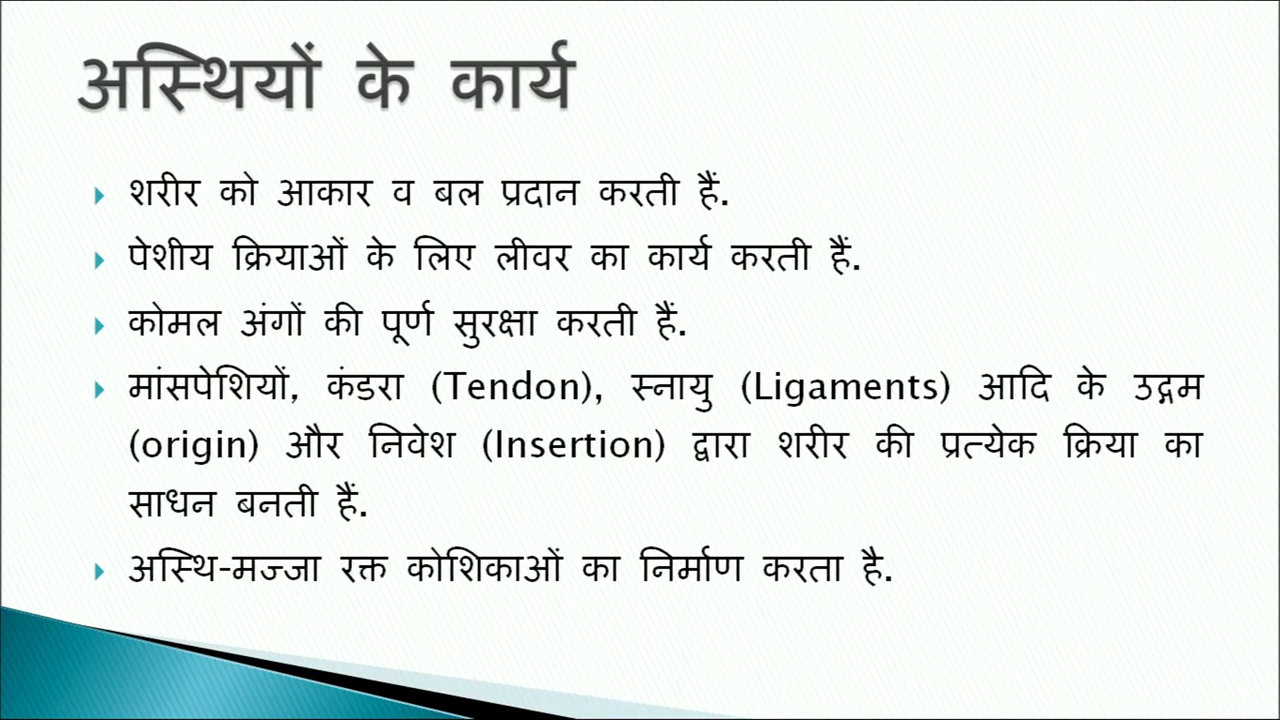 अस्थियों के कार्य
शरीर को आकार व बल प्रदान करती हैं.
पेशीय क्रियाओं के लिए लीवर का कार्य करती हैं.
कोमल अंगों की पूर्ण सुरक्षा करती हैं.
मांसपेशियों, कंडरा (Tendon), स्नायु (Ligaments) आदि के उद्गम
(origin) और निवेश (Insertion) द्वारा शरीर की प्रत्येक क्रिया का
साधन बनती हैं.
अस्थि-मज्जा रक्त कोशिकाओं का निर्माण करता है.